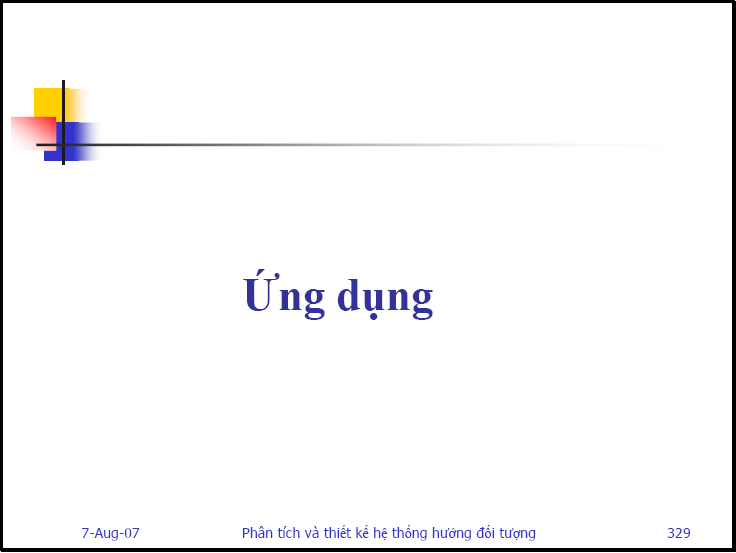 Ứng dụng
7-Aug-07 Phân tích và thiết kế hệ thống hướng đối tượng 329